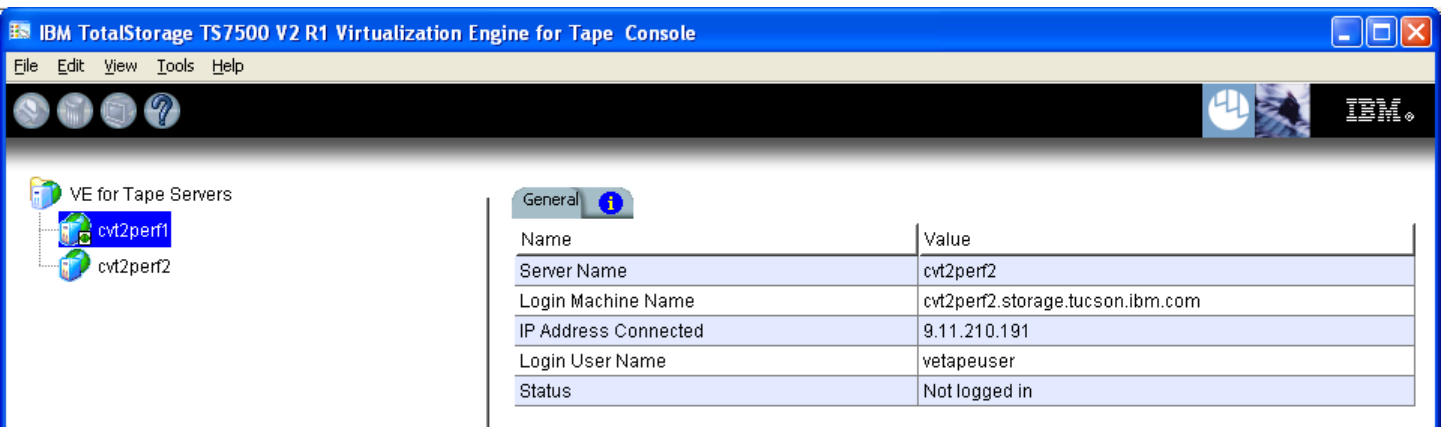 IBM TotalStorage TS7500 V2 R1 Virtualization Engine for Tape Console
File Edit View Tools Help
IBM®
VE for Tape Servers
cvt2perf1
cvt2perf2
General
Name Value
Server Name cvt2perf2
Login Machine Name cvt2perf2.storage.tucson.ibm.com
IP Address Connected 9.11.210.191
Login User Name vetapeuser
Status Not logged in